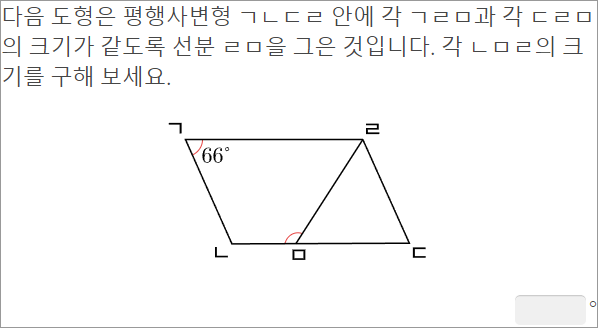 다음 도형은 평행사변형 ㄱㄴㄷㄹ 안에 각 ㄱㄹㅁ과 각 ㄷㄹㅁ
의 크기가 같도록 선분 ㄹㅁ을 그은 것입니다. 각 ㄴㅁㄹ의 크
기를 구해 보세요.
ㄱ ㄹ
66°
ㄴ ㅁ ㄷ
°